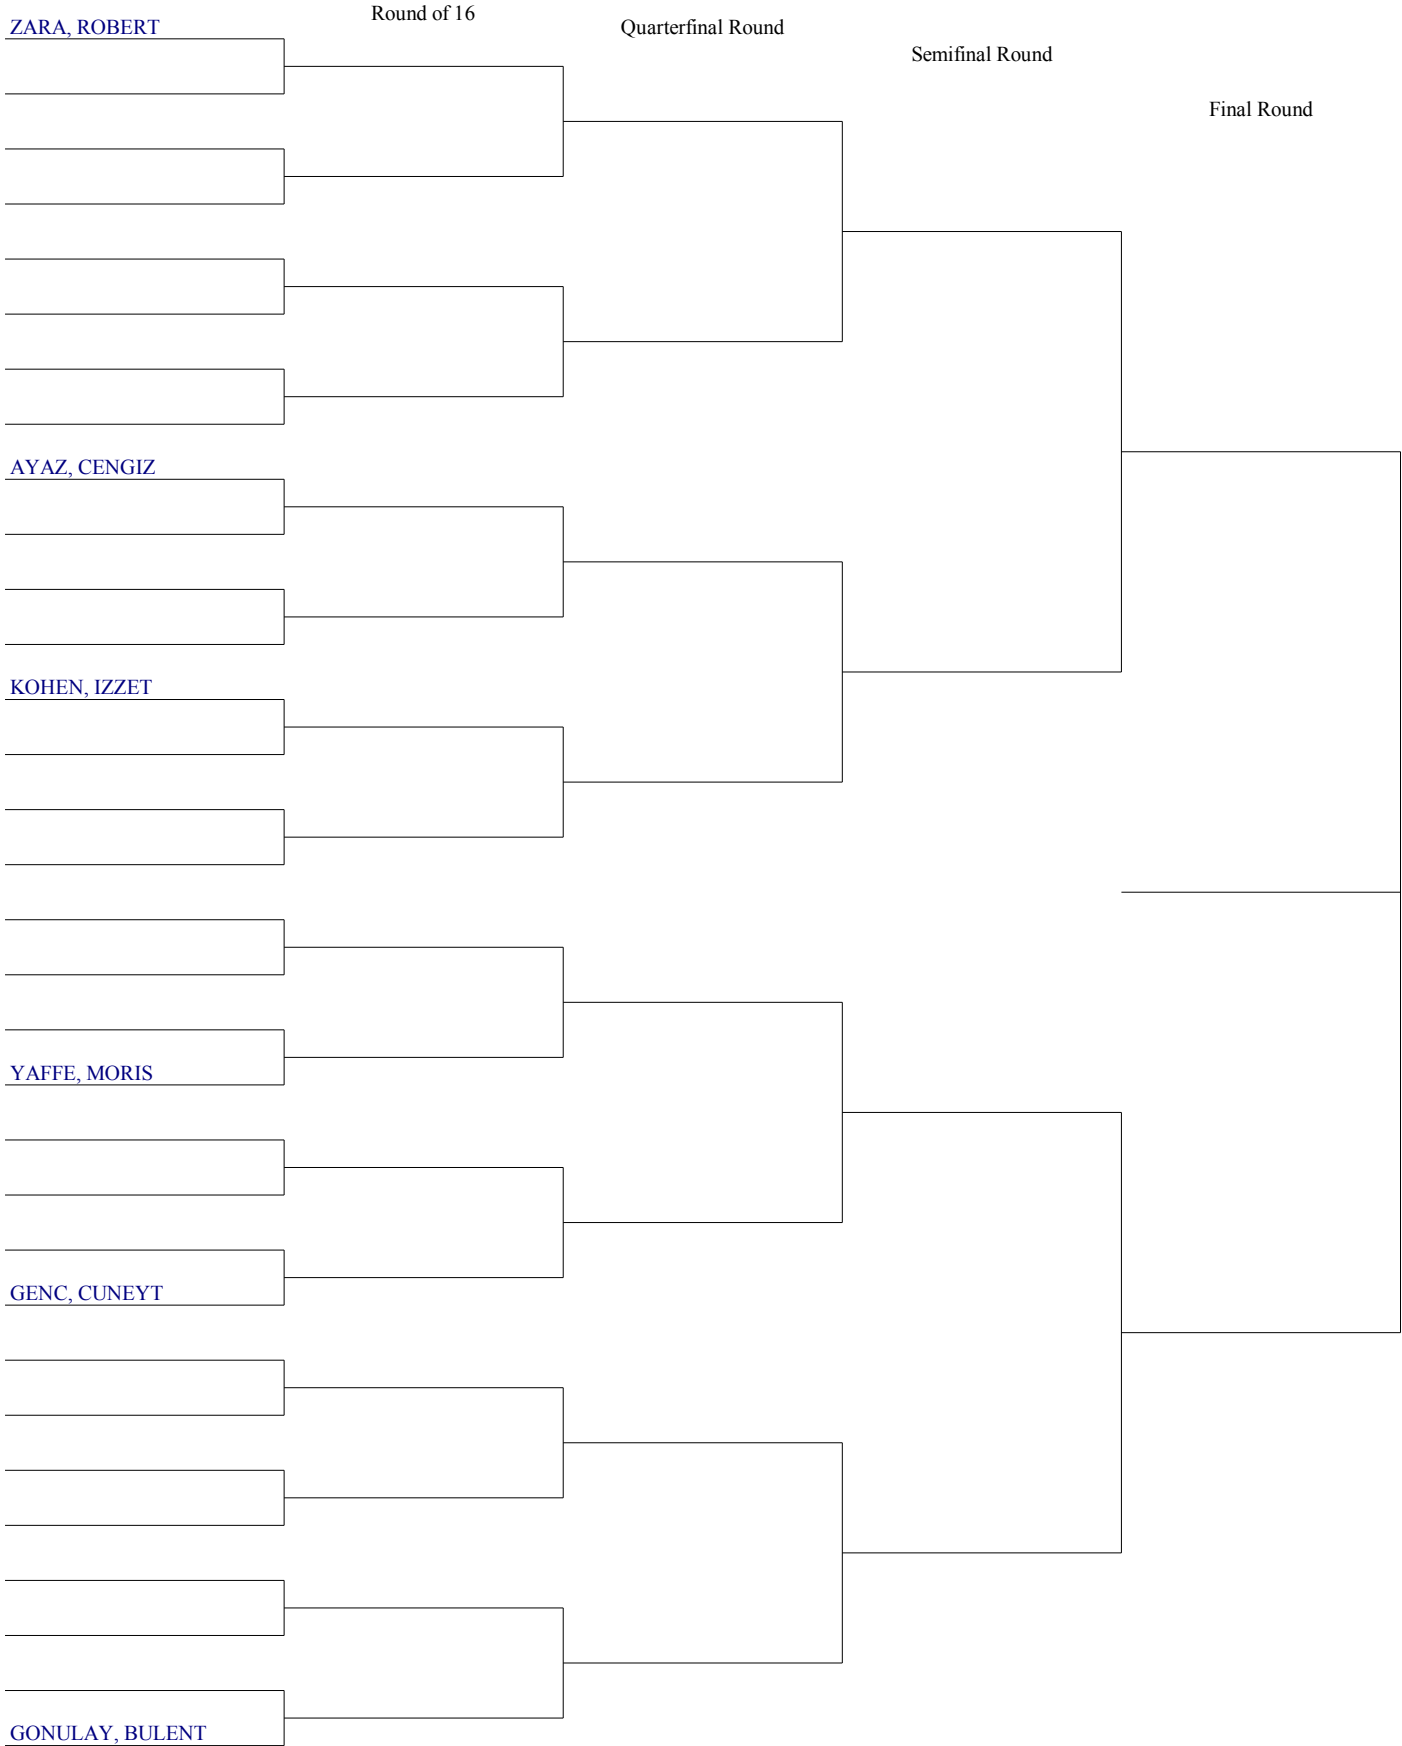 Round of 16
ZARA, ROBERT
Quarterfinal Round
Semifinal Round
Final Round
AYAZ, CENGIZ
KOHEN, IZZET
YAFFE, MORIS
GENC, CUNEYT
GONULAY, BULENT